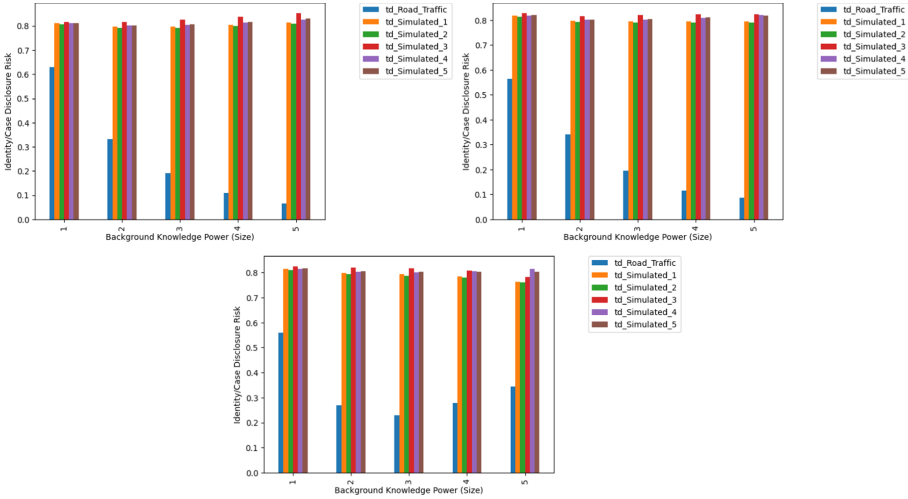 td_Road_Traffic
td_Simulated_1
td_Simulated_2
td_Simulated_3
td_Simulated_4
td_Simulated_5
Identity/Case Disclosure Risk
0.8
0.7
0.6
0.5
0.4
0.3
0.2
0.1
0.0
1
2
3
4
5
Background Knowledge Power (Size)
td_Road_Traffic
td_Simulated_1
td_Simulated_2
td_Simulated_3
td_Simulated_4
td_Simulated_5
Identity/Case Disclosure Risk
0.8
0.7
0.6
0.5
0.4
0.3
0.2
0.1
0.0
1
2
3
4
5
Background Knowledge Power (Size)
td_Road_Traffic
td_Simulated_1
td_Simulated_2
td_Simulated_3
td_Simulated_4
td_Simulated_5
Identity/Case Disclosure Risk
0.8
0.7
0.6
0.5
0.4
0.3
0.2
0.1
0.0
1
2
3
4
5
Background Knowledge Power (Size)